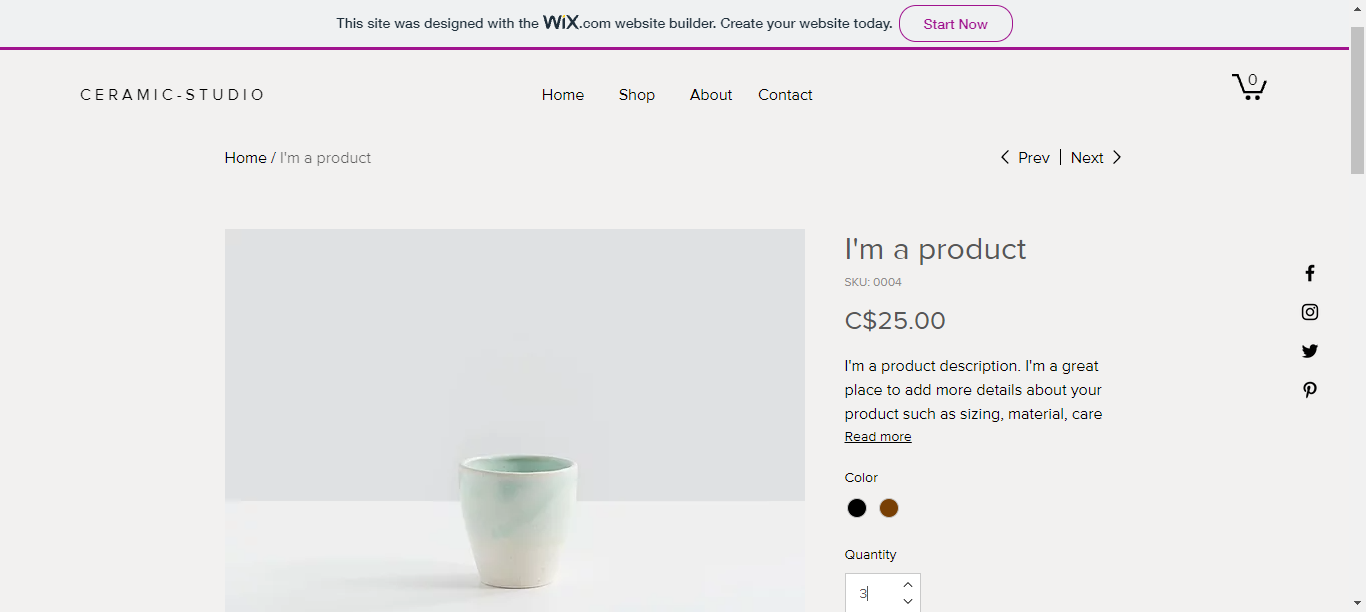 This site was designed with the WiX.com website builder. Create your website today. Start Now
CERAMIC-STUDIO
Home Shop About Contact
0
Home / I'm a product
Prev | Next
I'm a product
SKU: 0004
C$25.00
I'm a product description. I'm a great
place to add more details about your
product such as sizing, material, care
Read more
Color
Quantity
3